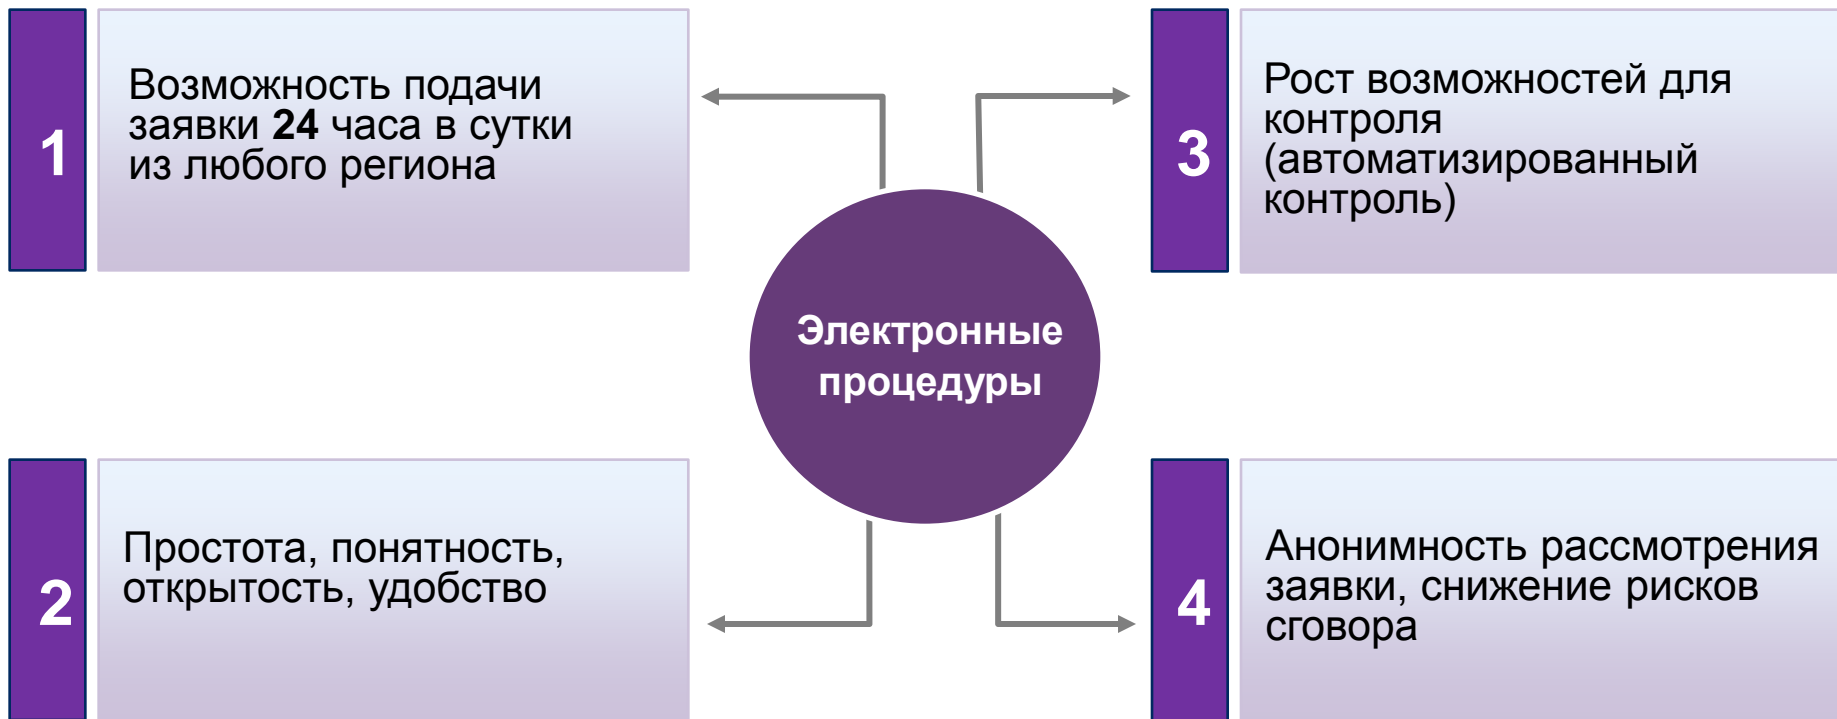 1
Возможность подачи
заявки 24 часа в сутки
из любого региона
2
Простота, понятность,
открытость, удобство
Электронные
процедуры
3
Рост возможностей для
контроля
(автоматизированный
контроль)
4
Анонимность рассмотрения
заявки, снижение рисков
сговора